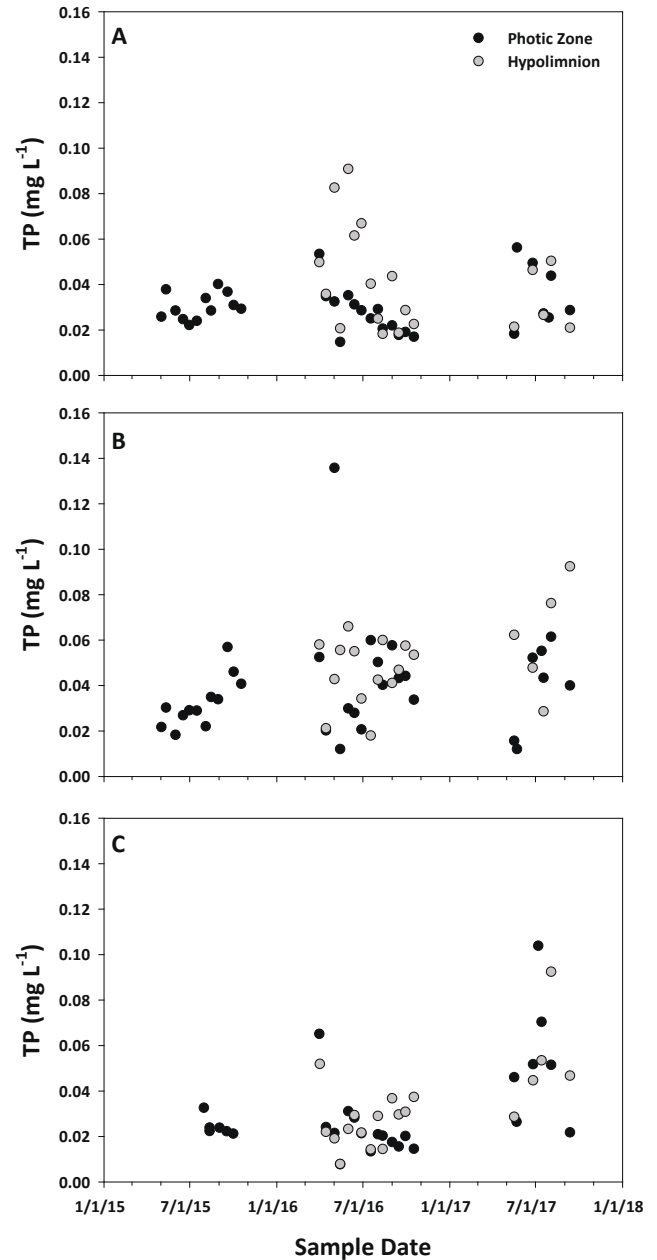 A
Photic Zone
Hypolimnion
0.16
0.14
0.12
0.10
0.08
0.06
0.04
0.02
0.00
TP (mg L⁻¹)
B
0.16
0.14
0.12
0.10
0.08
0.06
0.04
0.02
0.00
TP (mg L⁻¹)
C
0.16
0.14
0.12
0.10
0.08
0.06
0.04
0.02
0.00
TP (mg L⁻¹)
1/1/15 7/1/15 1/1/16 7/1/16 1/1/17 7/1/17 1/1/18
Sample Date